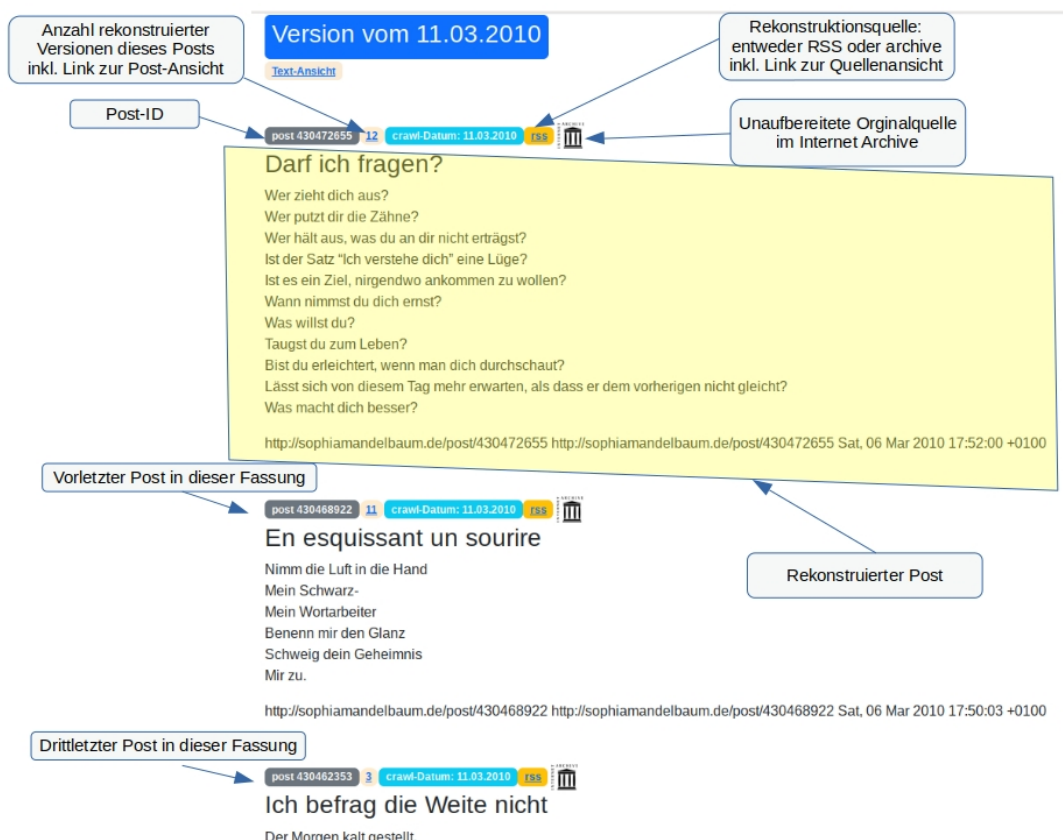 Anzahl rekonstruierter
Versionen dieses Posts
inkl. Link zur Post-Ansicht
Version vom 11.03.2010
Text-Ansicht
Rekonstruktionsquelle:
entweder RSS oder archive
inkl. Link zur Quellenansicht
Post-ID
post 430472655 12 crawl-Datum: 11.03.2010 rss
Unaufbereitete Orginalquelle
im Internet Archive
Darf ich fragen?
Wer zieht dich aus?
Wer putzt dir die Zähne?
Wer hält aus, was du an dir nicht erträgst?
Ist der Satz “Ich verstehe dich” eine Lüge?
Ist es ein Ziel, nirgendwo ankommen zu wollen?
Wann nimmst du dich ernst?
Was willst du?
Taugst du zum Leben?
Bist du erleichtert, wenn man dich durchschaut?
Lässt sich von diesem Tag mehr erwarten, als dass er dem vorherigen nicht gleicht?
Was macht dich besser?
http://sophiamandelbaum.de/post/430472655 http://sophiamandelbaum.de/post/430472655 Sat, 06 Mar 2010 17:52:00 +0100
Vorletzter Post in dieser Fassung
post 430468922 11 crawl-Datum: 11.03.2010 rss
En esquissant un sourire
Nimm die Luft in die Hand
Mein Schwarz-
Mein Wortarbeiter
Benenn mir den Glanz
Schweig dein Geheimnis
Mir zu.
Rekonstruierter Post
http://sophiamandelbaum.de/post/430468922 http://sophiamandelbaum.de/post/430468922 Sat, 06 Mar 2010 17:50:03 +0100
Drittletzter Post in dieser Fassung
post 430462353 3 crawl-Datum: 11.03.2010 rss
Ich befrag die Weite nicht
Der Morgen kalt gestellt